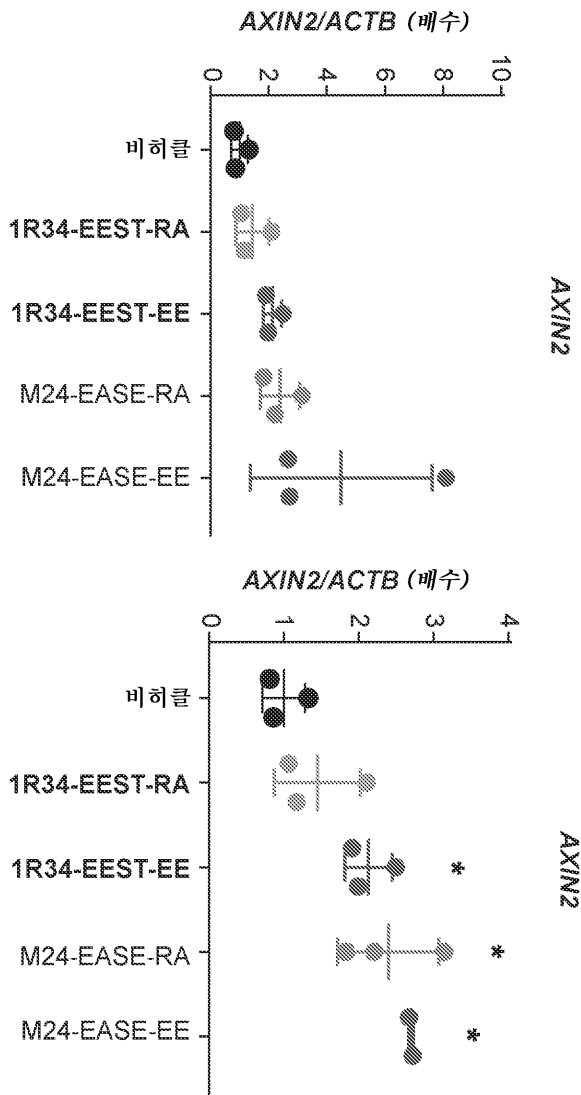 AXIN2
AXIN2/ACTB (배수)
10
8
6
4
2
0
비히클
1R34-EEST-RA
1R34-EEST-EE
M24-EASE-RA
M24-EASE-EE
AXIN2
AXIN2/ACTB (배수)
4
3
2
1
0
*
*
*
비히클
1R34-EEST-RA
1R34-EEST-EE
M24-EASE-RA
M24-EASE-EE